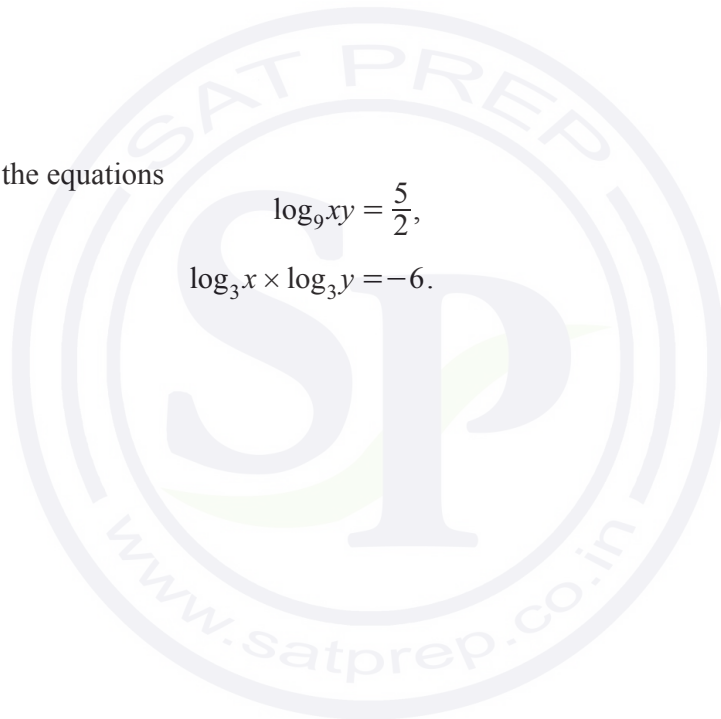 SAT PREP
the equations
log₉xy = 5/2,
log₃x × log₃y = −6.
SP
www.satprep.co.in